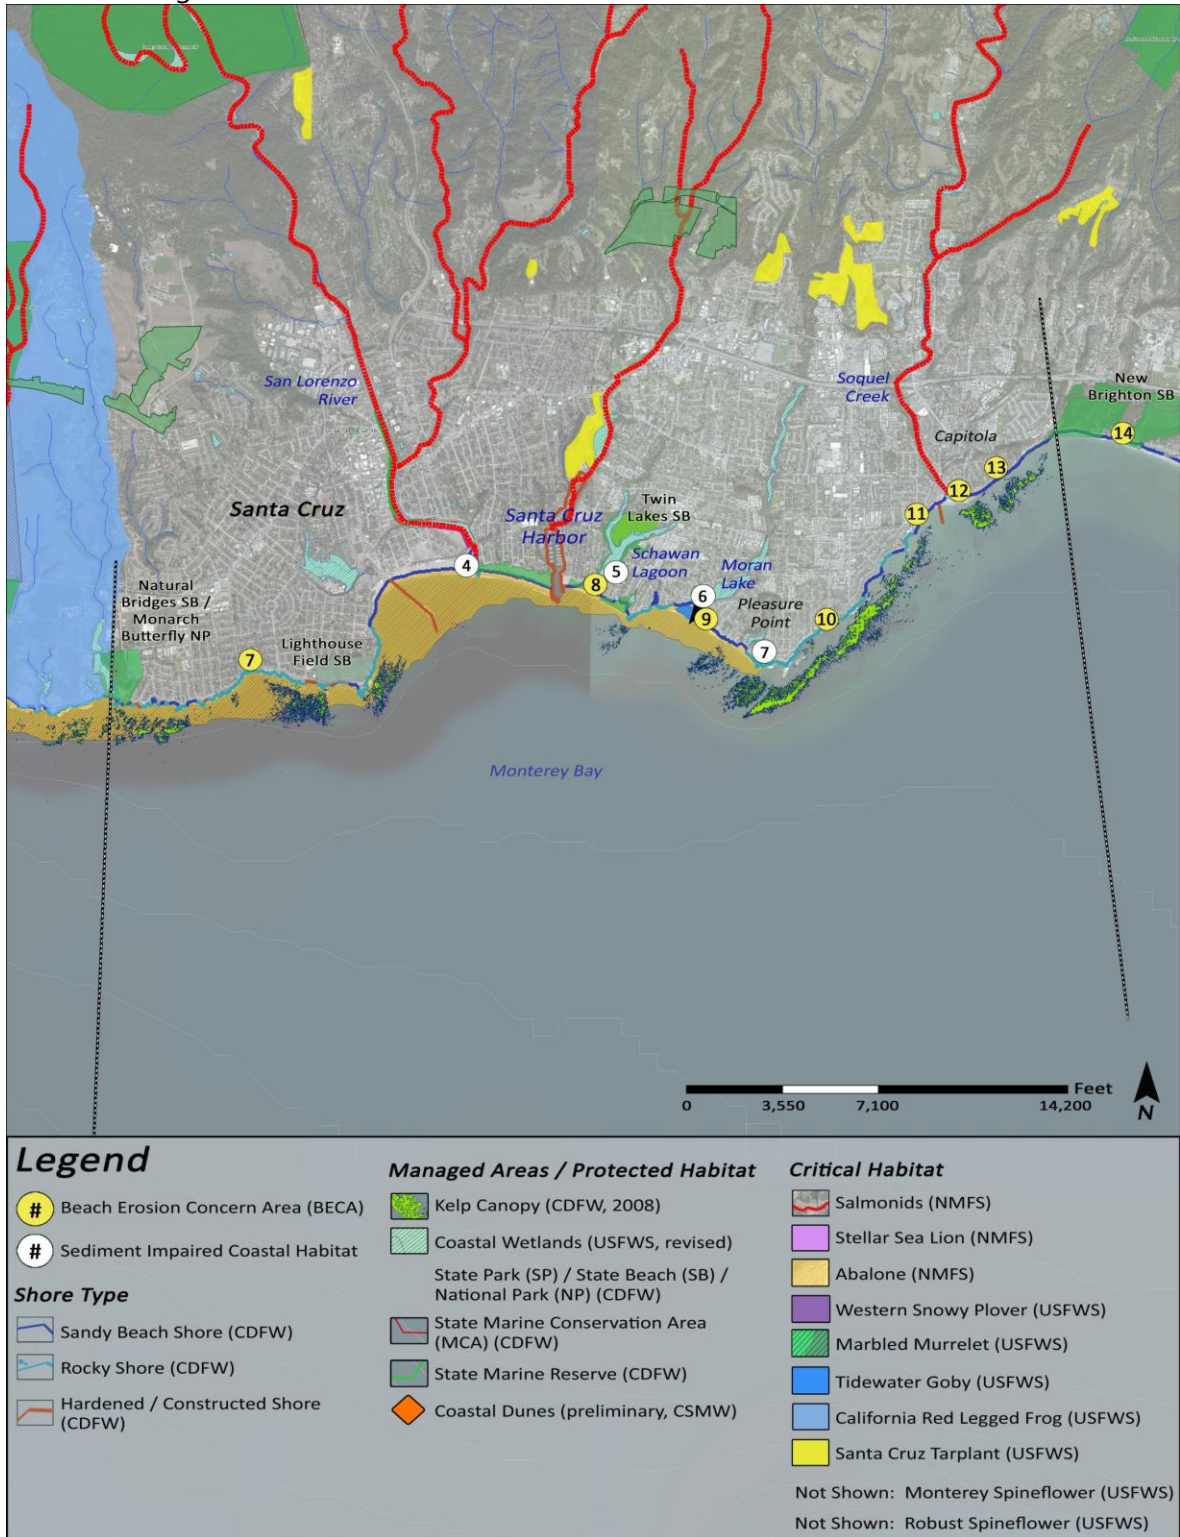 San Lorenzo
River
Soquel
Creek
New
Brighton SB
14
Capitola
13
12
11
Santa Cruz
Santa Cruz
Harbor
Twin
Lakes SB
Schawan
Lagoon
Moran
Lake
4
5
8
6
9
Pleasure
Point
10
7
Natural
Bridges SB /
Monarch
Butterfly NP
7
Lighthouse
Field SB
Monterey Bay
Feet
0 3,550 7,100 14,200
N
Legend
# Beach Erosion Concern Area (BECA)
# Sediment Impaired Coastal Habitat
Shore Type
Sandy Beach Shore (CDFW)
Rocky Shore (CDFW)
Hardened / Constructed Shore
(CDFW)
Managed Areas / Protected Habitat
Kelp Canopy (CDFW, 2008)
Coastal Wetlands (USFWS, revised)
State Park (SP) / State Beach (SB) /
National Park (NP) (CDFW)
State Marine Conservation Area
(MCA) (CDFW)
State Marine Reserve (CDFW)
Coastal Dunes (preliminary, CSMW)
Critical Habitat
Salmonids (NMFS)
Stellar Sea Lion (NMFS)
Abalone (NMFS)
Western Snowy Plover (USFWS)
Marbled Murrelet (USFWS)
Tidewater Goby (USFWS)
California Red Legged Frog (USFWS)
Santa Cruz Tarplant (USFWS)
Not Shown: Monterey Spineflower (USFWS)
Not Shown: Robust Spineflower (USFWS)